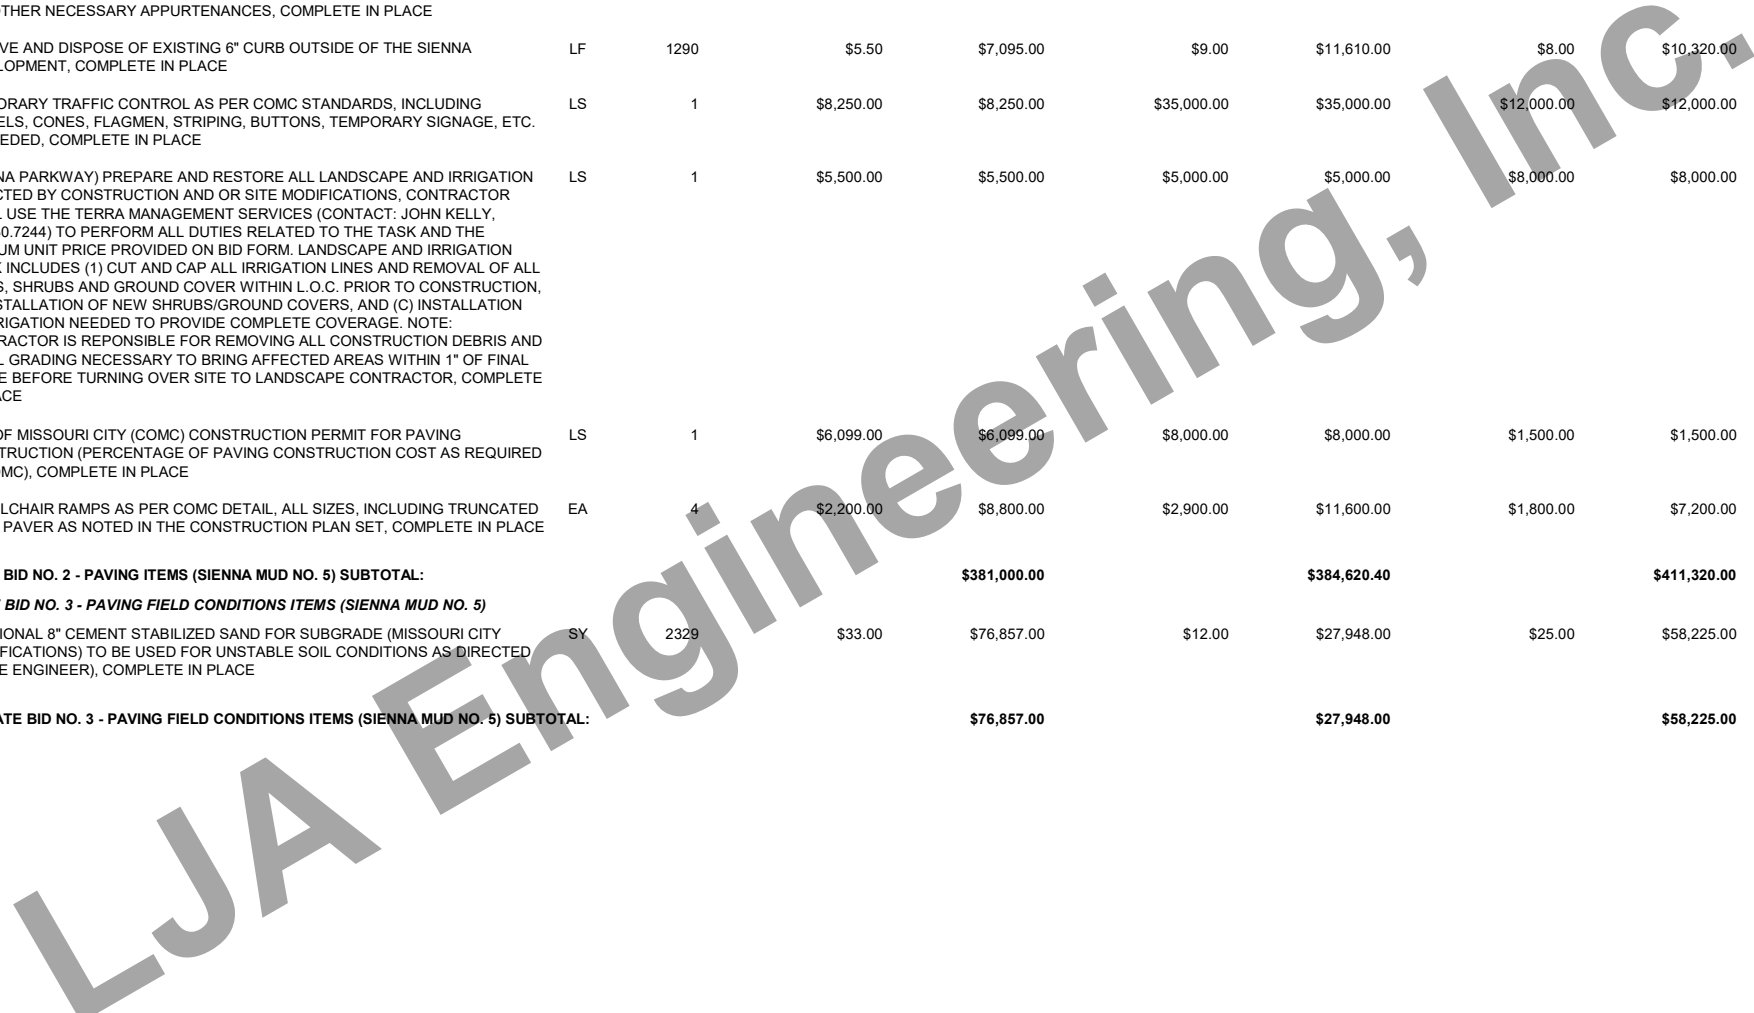 OTHER NECESSARY APPURTENANCES, COMPLETE IN PLACE
VE AND DISPOSE OF EXISTING 6" CURB OUTSIDE OF THE SIENNA LF 1290 $5.50 $7,095.00 $9.00 $11,610.00 $8.00 $10,320.00
LOPMENT, COMPLETE IN PLACE
ORARY TRAFFIC CONTROL AS PER COMC STANDARDS, INCLUDING LS 1 $8,250.00 $8,250.00 $35,000.00 $35,000.00 $12,000.00 $12,000.00
ELS, CONES, FLAGMEN, STRIPING, BUTTONS, TEMPORARY SIGNAGE, ETC.
EDED, COMPLETE IN PLACE
NA PARKWAY) PREPARE AND RESTORE ALL LANDSCAPE AND IRRIGATION LS 1 $5,500.00 $5,500.00 $5,000.00 $5,000.00 $8,000.00 $8,000.00
CTED BY CONSTRUCTION AND OR SITE MODIFICATIONS, CONTRACTOR
L USE THE TERRA MANAGEMENT SERVICES (CONTACT: JOHN KELLY,
0.7244) TO PERFORM ALL DUTIES RELATED TO THE TASK AND THE
UM UNIT PRICE PROVIDED ON BID FORM. LANDSCAPE AND IRRIGATION
K INCLUDES (1) CUT AND CAP ALL IRRIGATION LINES AND REMOVAL OF ALL
S, SHRUBS AND GROUND COVER WITHIN L.O.C. PRIOR TO CONSTRUCTION,
STALLATION OF NEW SHRUBS/GROUND COVERS, AND (C) INSTALLATION
RIGATION NEEDED TO PROVIDE COMPLETE COVERAGE. NOTE:
RACTOR IS REPONSIBLE FOR REMOVING ALL CONSTRUCTION DEBRIS AND
L GRADING NECESSARY TO BRING AFFECTED AREAS WITHIN 1" OF FINAL
E BEFORE TURNING OVER SITE TO LANDSCAPE CONTRACTOR, COMPLETE
ACE
OF MISSOURI CITY (COMC) CONSTRUCTION PERMIT FOR PAVING LS 1 $6,099.00 $6,099.00 $8,000.00 $8,000.00 $1,500.00 $1,500.00
TRUCTION (PERCENTAGE OF PAVING CONSTRUCTION COST AS REQUIRED
OMC), COMPLETE IN PLACE
LCHAIR RAMPS AS PER COMC DETAIL, ALL SIZES, INCLUDING TRUNCATED EA 4 $2,200.00 $8,800.00 $2,900.00 $11,600.00 $1,800.00 $7,200.00
PAVER AS NOTED IN THE CONSTRUCTION PLAN SET, COMPLETE IN PLACE
BID NO. 2 - PAVING ITEMS (SIENNA MUD NO. 5) SUBTOTAL: $381,000.00 $384,620.40 $411,320.00
BID NO. 3 - PAVING FIELD CONDITIONS ITEMS (SIENNA MUD NO. 5)
IONAL 8" CEMENT STABILIZED SAND FOR SUBGRADE (MISSOURI CITY SY 2329 $33.00 $76,857.00 $12.00 $27,948.00 $25.00 $58,225.00
FICATIONS) TO BE USED FOR UNSTABLE SOIL CONDITIONS AS DIRECTED
E ENGINEER), COMPLETE IN PLACE
ATE BID NO. 3 - PAVING FIELD CONDITIONS ITEMS (SIENNA MUD NO. 5) SUBTOTAL: $76,857.00 $27,948.00 $58,225.00
LJA Engineering, Inc.